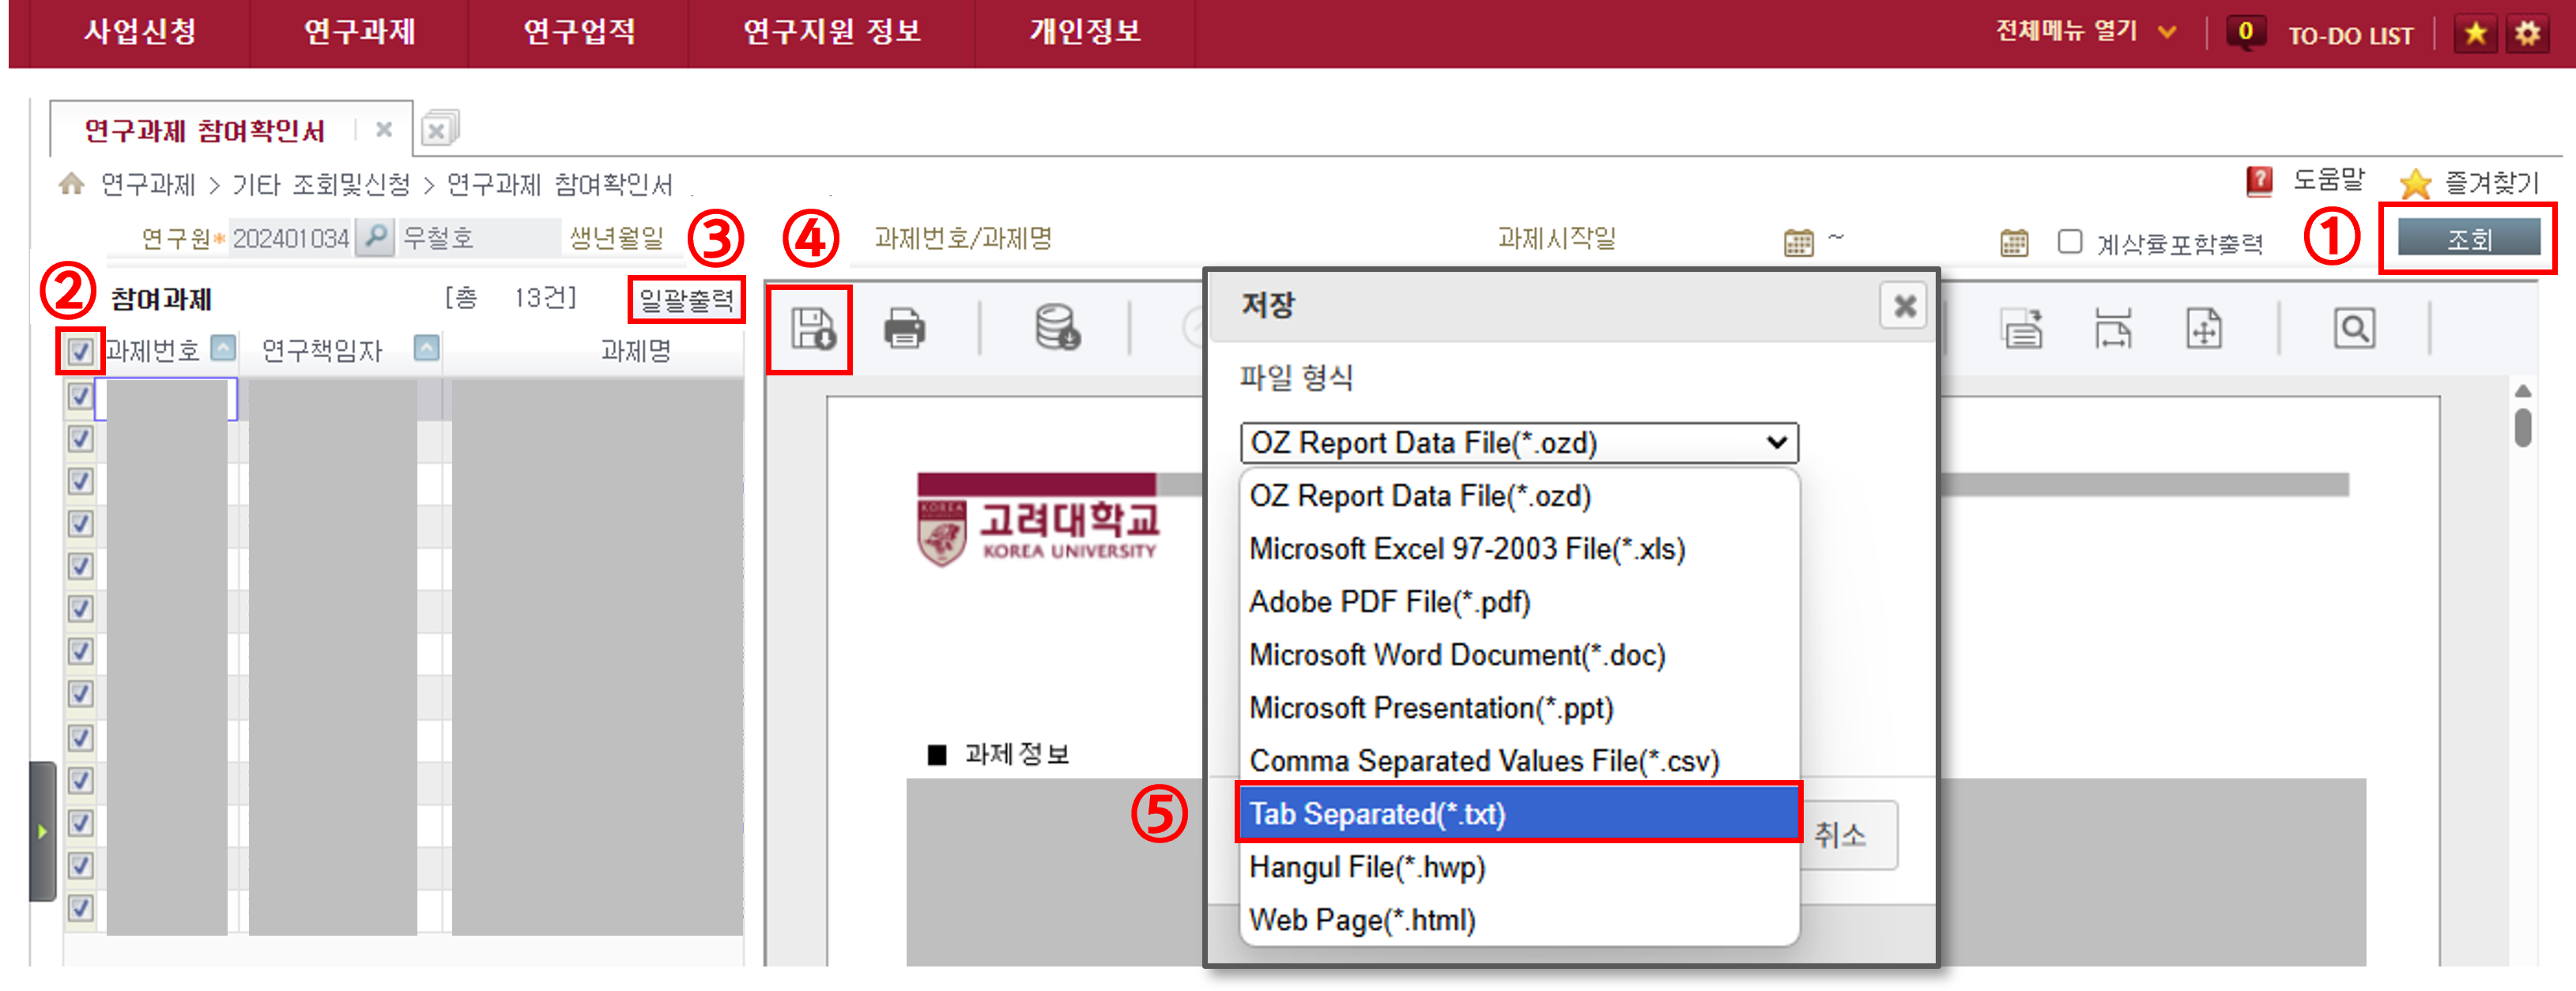 사업신청 연구과제 연구업적 연구지원 정보 개인정보 전체메뉴 열기 0 TO-DO LIST
연구과제 참여확인서
연구과제 > 기타 조회및신청 > 연구과제 참여확인서 도움말 즐겨찾기
연구원* 202401034 우철호 생년월일 ③ ④ 과제번호/과제명 과제시작일 ~ 계상률포함출력 ① 조회
② 참여과제 [총 13건] 일괄출력
과제번호 연구책임자 과제명
저장
파일 형식
OZ Report Data File(*.ozd)
OZ Report Data File(*.ozd)
Microsoft Excel 97-2003 File(*.xls)
Adobe PDF File(*.pdf)
Microsoft Word Document(*.doc)
Microsoft Presentation(*.ppt)
Comma Separated Values File(*.csv)
⑤ Tab Separated(*.txt)
Hangul File(*.hwp)
Web Page(*.html)
취소
KOREA
고려대학교
KOREA UNIVERSITY
■ 과제정보